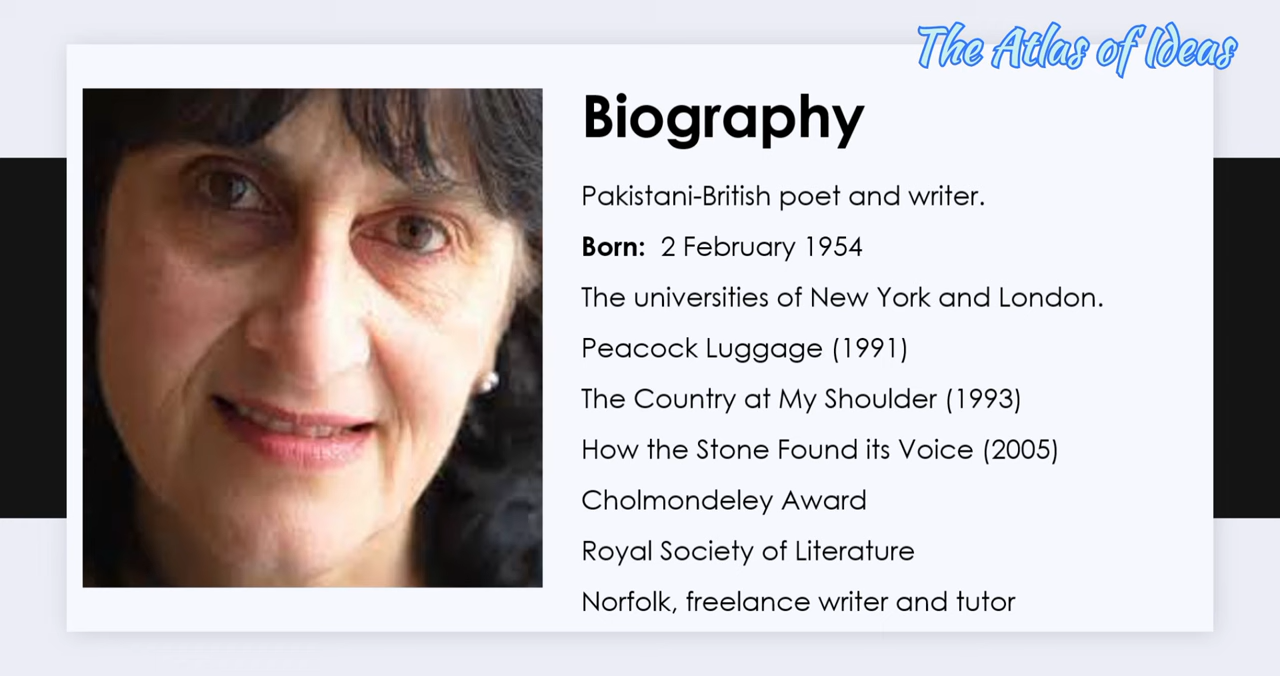 The Atlas of Ideas
Biography
Pakistani-British poet and writer.
Born: 2 February 1954
The universities of New York and London.
Peacock Luggage (1991)
The Country at My Shoulder (1993)
How the Stone Found its Voice (2005)
Cholmondeley Award
Royal Society of Literature
Norfolk, freelance writer and tutor